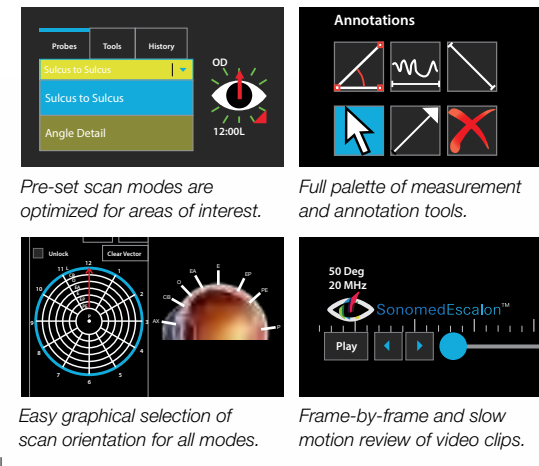 Probes
Tools
History
Sulcus to Sulcus
Sulcus to Sulcus
Angle Detail
OD
12:00L
Pre-set scan modes are
optimized for areas of interest.
Annotations
Full palette of measurement
and annotation tools.
Unlock
Clear Vector
11 L
12
1
2
3
4
5
6
7
8
9
10
P
AX
CB
O
EA
E
EP
PE
P
Easy graphical selection of
scan orientation for all modes.
50 Deg
20 MHz
SonomedEscalon™
Play
Frame-by-frame and slow
motion review of video clips.